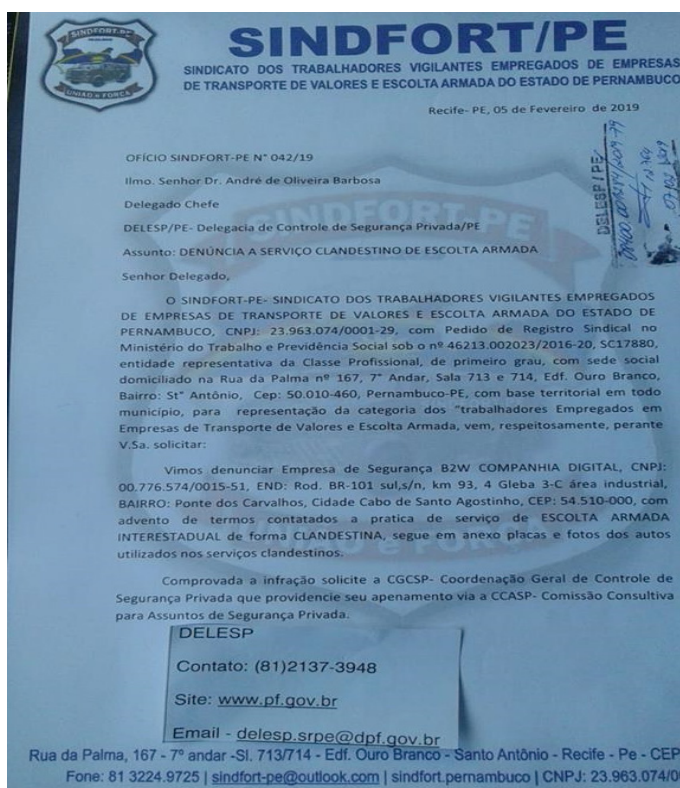 SINDFORT-PE
UNIÃO e FORÇA
SINDFORT/PE
SINDICATO DOS TRABALHADORES VIGILANTES EMPREGADOS DE EMPRESAS
DE TRANSPORTE DE VALORES E ESCOLTA ARMADA DO ESTADO DE PERNAMBUCO
Recife- PE, 05 de Fevereiro de 2019
DELESP/PE
OFÍCIO SINDFORT-PE N° 042/19
Ilmo. Senhor Dr. André de Oliveira Barbosa
Delegado Chefe
DELESP/PE- Delegacia de Controle de Segurança Privada/PE
Assunto: DENÚNCIA A SERVIÇO CLANDESTINO DE ESCOLTA ARMADA
Senhor Delegado,
O SINDFORT-PE- SINDICATO DOS TRABALHADORES VIGILANTES EMPREGADOS
DE EMPRESAS DE TRANSPORTE DE VALORES E ESCOLTA ARMADA DO ESTADO DE
PERNAMBUCO, CNPJ: 23.963.074/0001-29, com Pedido de Registro Sindical no
Ministério do Trabalho e Previdência Social sob o nº 46213.002023/2016-20, SC17880,
entidade representativa da Classe Profissional, de primeiro grau, com sede social
domiciliado na Rua da Palma nº 167, 7° Andar, Sala 713 e 714, Edf. Ouro Branco,
Bairro: St° Antônio, Cep: 50.010-460, Pernambuco-PE, com base territorial em todo
município, para representação da categoria dos "trabalhadores Empregados em
Empresas de Transporte de Valores e Escolta Armada, vem, respeitosamente, perante
V.Sa. solicitar:
Vimos denunciar Empresa de Segurança B2W COMPANHIA DIGITAL, CNPJ:
00.776.574/0015-51, END: Rod. BR-101 sul,s/n, km 93, 4 Gleba 3-C área industrial,
BAIRRO: Ponte dos Carvalhos, Cidade Cabo de Santo Agostinho, CEP: 54.510-000, com
advento de termos contatados a pratica de serviço de ESCOLTA ARMADA
INTERESTADUAL de forma CLANDESTINA, segue em anexo placas e fotos dos autos
utilizados nos serviços clandestinos.
Comprovada a infração solicite a CGCSP- Coordenação Geral de Controle de
Segurança Privada que providencie seu apenamento via a CCASP- Comissão Consultiva
para Assuntos de Segurança Privada.
DELESP
Contato: (81)2137-3948
Site: www.pf.gov.br
Email - delesp.srpe@dpf.gov.br
Rua da Palma, 167 - 7º andar -Sl. 713/714 - Edf. Ouro Branco - Santo Antônio - Recife - Pe - CEP
Fone: 81 3224.9725 | sindfort-pe@outlook.com | sindfort.pernambuco | CNPJ: 23.963.074/0